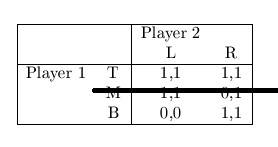 Player 2
L R
Player 1 T 1,1 1,1
M 1,1 0,1
B 0,0 1,1